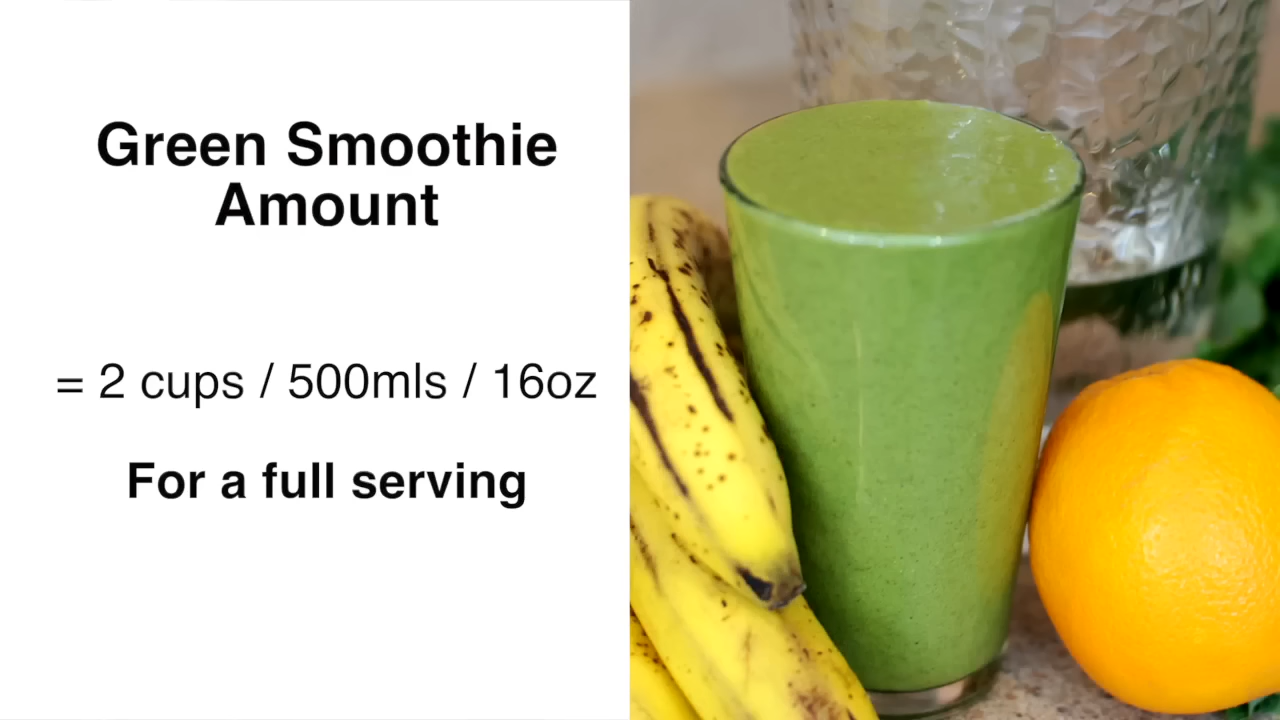 Green Smoothie
Amount
= 2 cups / 500mls / 16oz
For a full serving